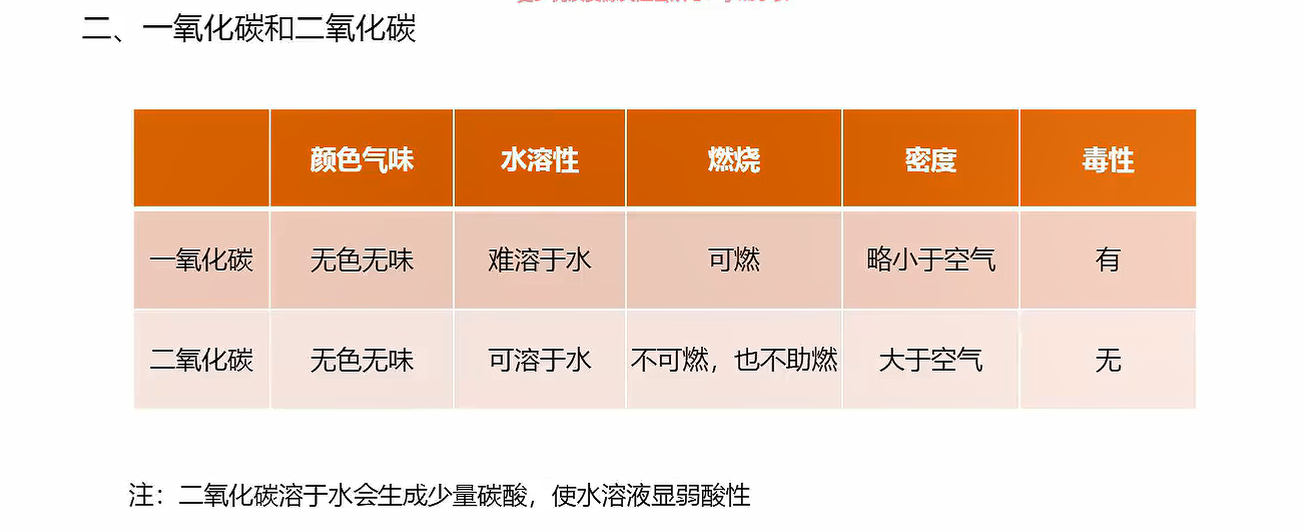 二、一氧化碳和二氧化碳
颜色气味 水溶性 燃烧 密度 毒性
一氧化碳 无色无味 难溶于水 可燃 略小于空气 有
二氧化碳 无色无味 可溶于水 不可燃，也不助燃 大于空气 无
注：二氧化碳溶于水会生成少量碳酸，使水溶液显弱酸性